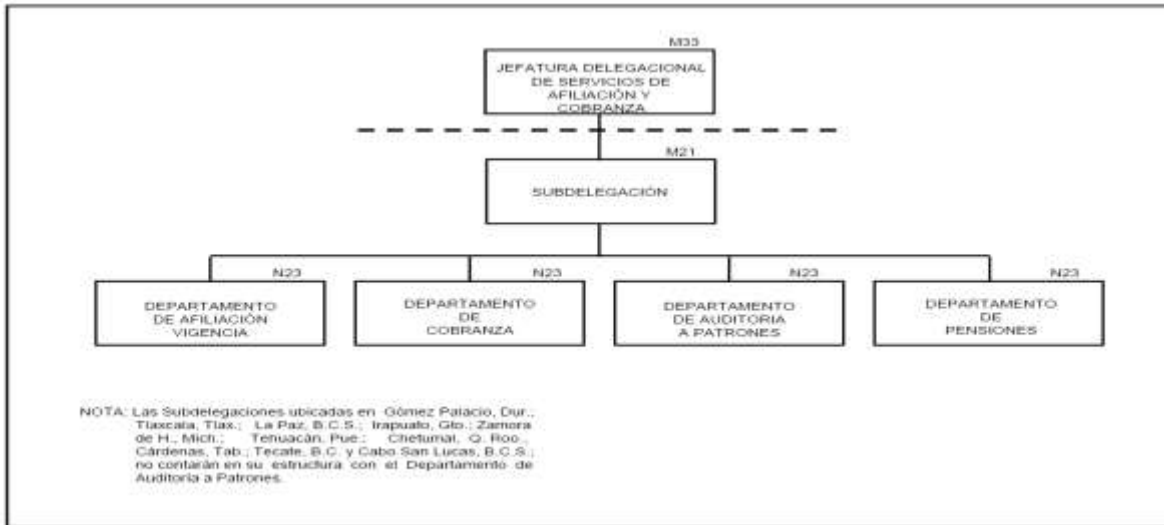 M33
JEFATURA DELEGACIONAL
DE SERVICIOS DE
AFILIACIÓN Y
COBRANZA
M21
SUBDELEGACIÓN
N23
N23
N23
N23
DEPARTAMENTO
DE AFILIACIÓN
VIGENCIA
DEPARTAMENTO
DE
COBRANZA
DEPARTAMENTO
DE AUDITORIA
A PATRONES
DEPARTAMENTO
DE
PENSIONES
NOTA: Las Subdelegaciones ubicadas en Gómez Palacio, Dur.,
Tlaxcala, Tlax.; La Paz, B.C.S.; Irapuato, Gto.; Zamora
de H., Mich.; Tehuacán, Pue.; Chetumal, Q. Roo.,
Cárdenas, Tab.; Tecate, B.C. y Cabo San Lucas, B.C.S.;
no contarán en su estructura con el Departamento de
Auditoría a Patrones.